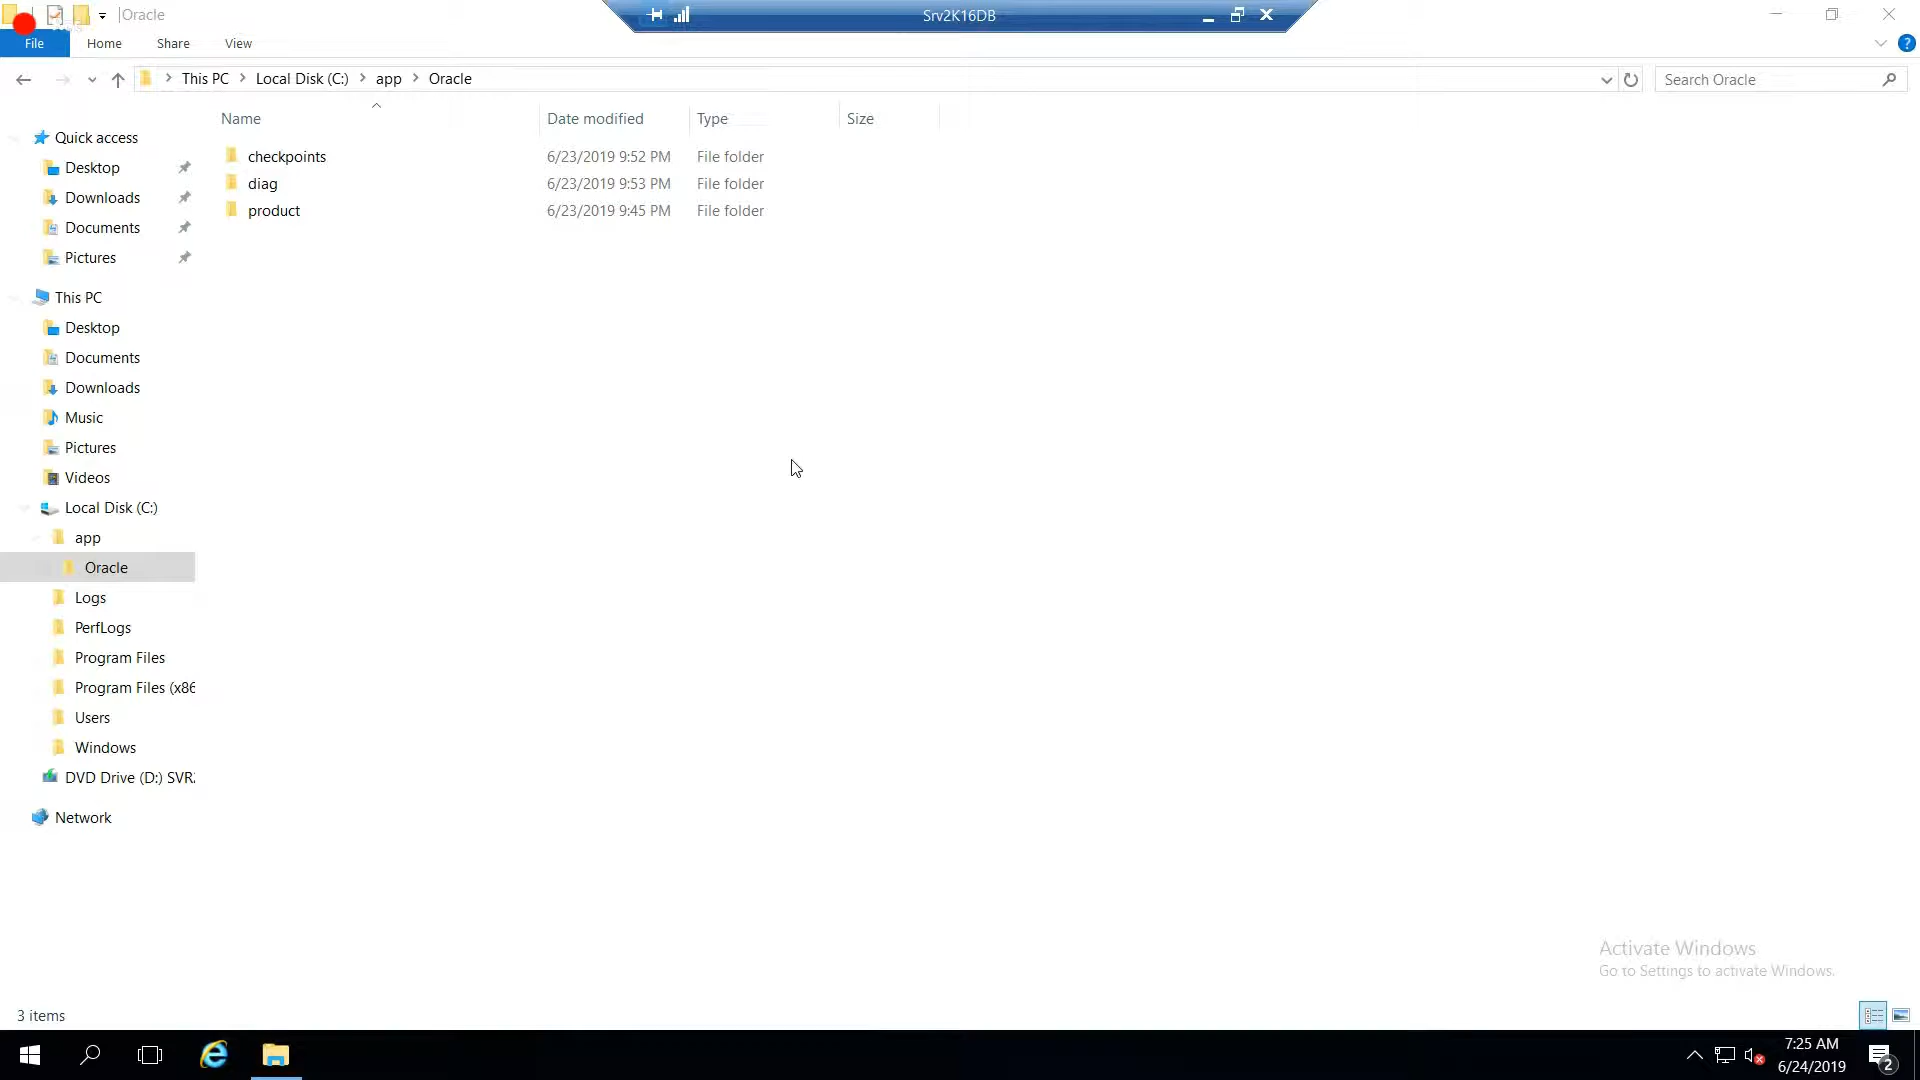 Oracle
Srv2K16DB
File
Home
Share
View
This PC
Local Disk (C:)
app
Oracle
Search Oracle
Name
Date modified
Type
Size
checkpoints
6/23/2019 9:52 PM
File folder
diag
6/23/2019 9:53 PM
File folder
product
6/23/2019 9:45 PM
File folder
Quick access
Desktop
Downloads
Documents
Pictures
This PC
Desktop
Documents
Downloads
Music
Pictures
Videos
Local Disk (C:)
app
Oracle
Logs
PerfLogs
Program Files
Program Files (x86
Users
Windows
DVD Drive (D:) SVR
Network
Activate Windows
Go to Settings to activate Windows.
3 items
7:25 AM
6/24/2019
2